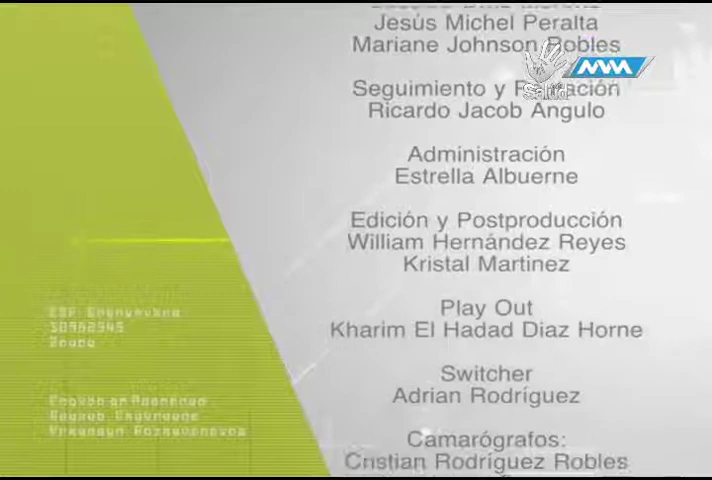 Jesús Michel Peralta
Mariane Johnson Robles
Seguimiento y
Ricardo Jacob Angulo
Administración
Estrella Albuerne
Edición y Postproducción
William Hernández Reyes
Kristal Martinez
Play Out
Kharim El Hadad Diaz Horne
Switcher
Adrian Rodríguez
Camarógrafos:
Cristian Rodríguez Robles